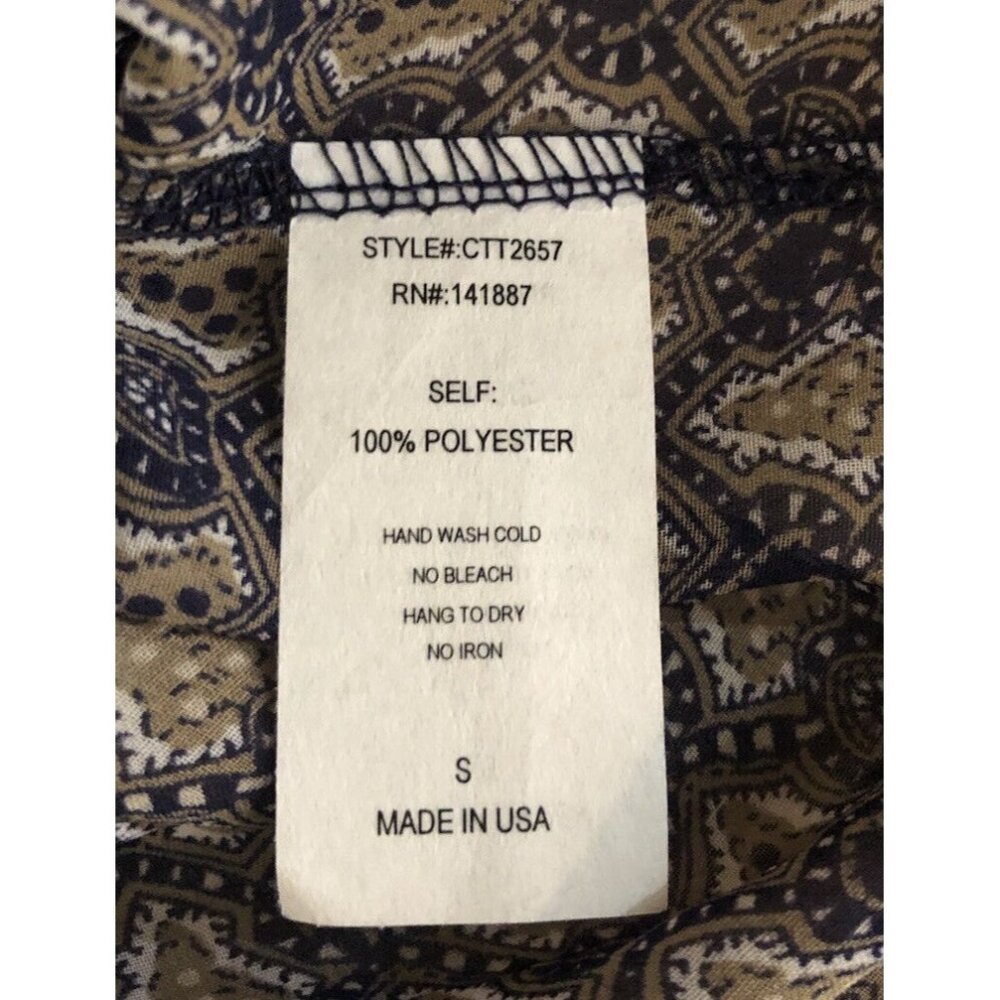 STYLE#:CTT2657
RN#:141887
SELF:
100% POLYESTER
HAND WASH COLD
NO BLEACH
HANG TO DRY
NO IRON
S
MADE IN USA